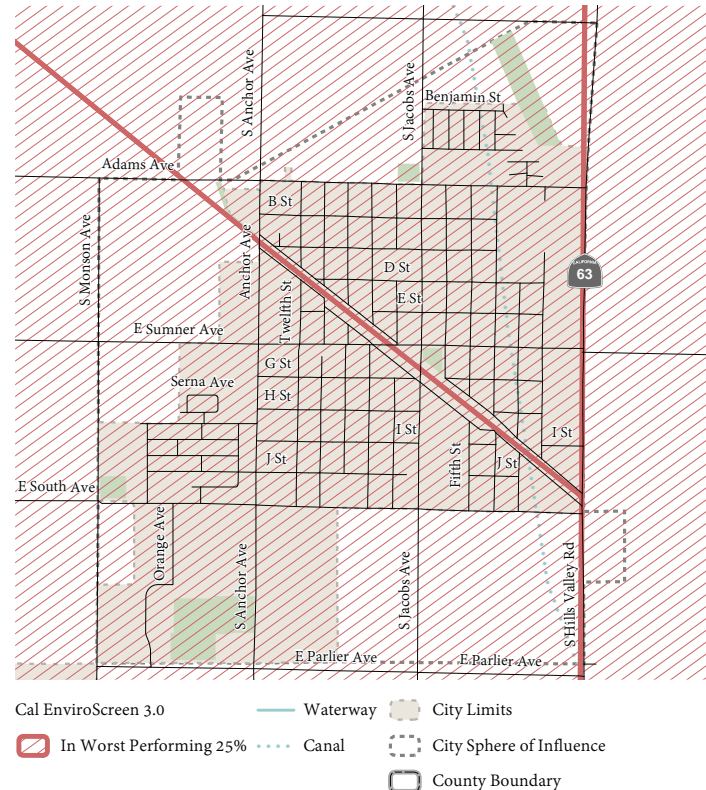 S Anchor Ave
S Jacobs Ave
Benjamin St
Adams Ave
B St
S Monson Ave
Anchor Ave
D St
CALIFORNIA
63
Twelfth St
E St
E Sumner Ave
G St
Serna Ave
H St
I St
I St
Fifth St
J St
J St
E South Ave
Orange Ave
S Anchor Ave
S Jacobs Ave
S Hills Valley Rd
E Parlier Ave
E Parlier Ave
Cal EnviroScreen 3.0
Waterway
City Limits
In Worst Performing 25%
Canal
City Sphere of Influence
County Boundary